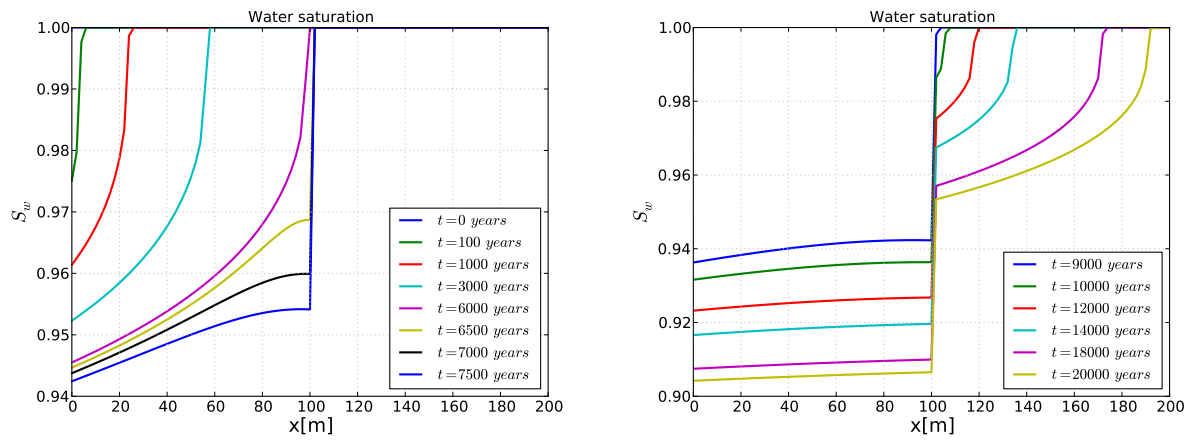 Water saturation
1.00
0.99
0.98
0.97
0.96
0.95
0.94
S_w
0 20 40 60 80 100 120 140 160 180 200
x[m]
t=0 years
t=100 years
t=1000 years
t=3000 years
t=6000 years
t=6500 years
t=7000 years
t=7500 years
Water saturation
1.00
0.98
0.96
0.94
0.92
0.90
S_w
0 20 40 60 80 100 120 140 160 180 200
x[m]
t=9000 years
t=10000 years
t=12000 years
t=14000 years
t=18000 years
t=20000 years